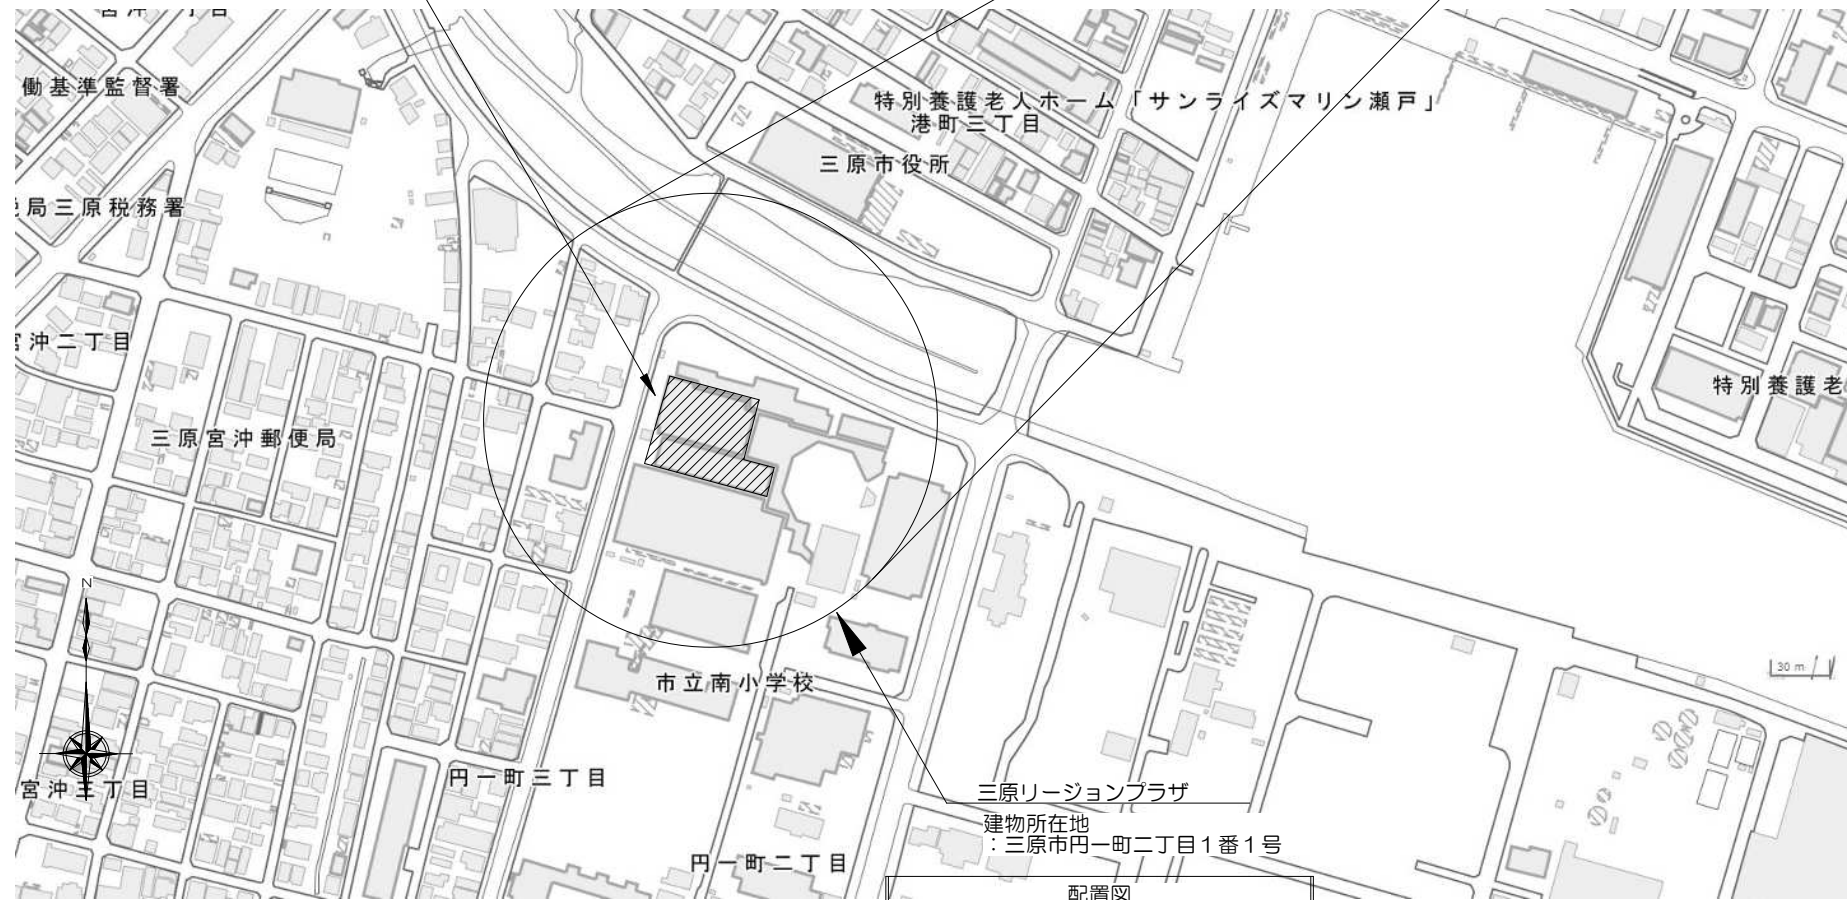 働基準監督署
特別養護老人ホーム「サンライズマリン瀬戸」
港町三丁目
三原市役所
局三原税務署
宮沖二丁目
特別養護老
三原宮沖郵便局
N
30 m
市立南小学校
円一町三丁目
宮沖三丁目
三原リージョンプラザ
建物所在地
：三原市円一町二丁目１番１号
円一町二丁目
配置図